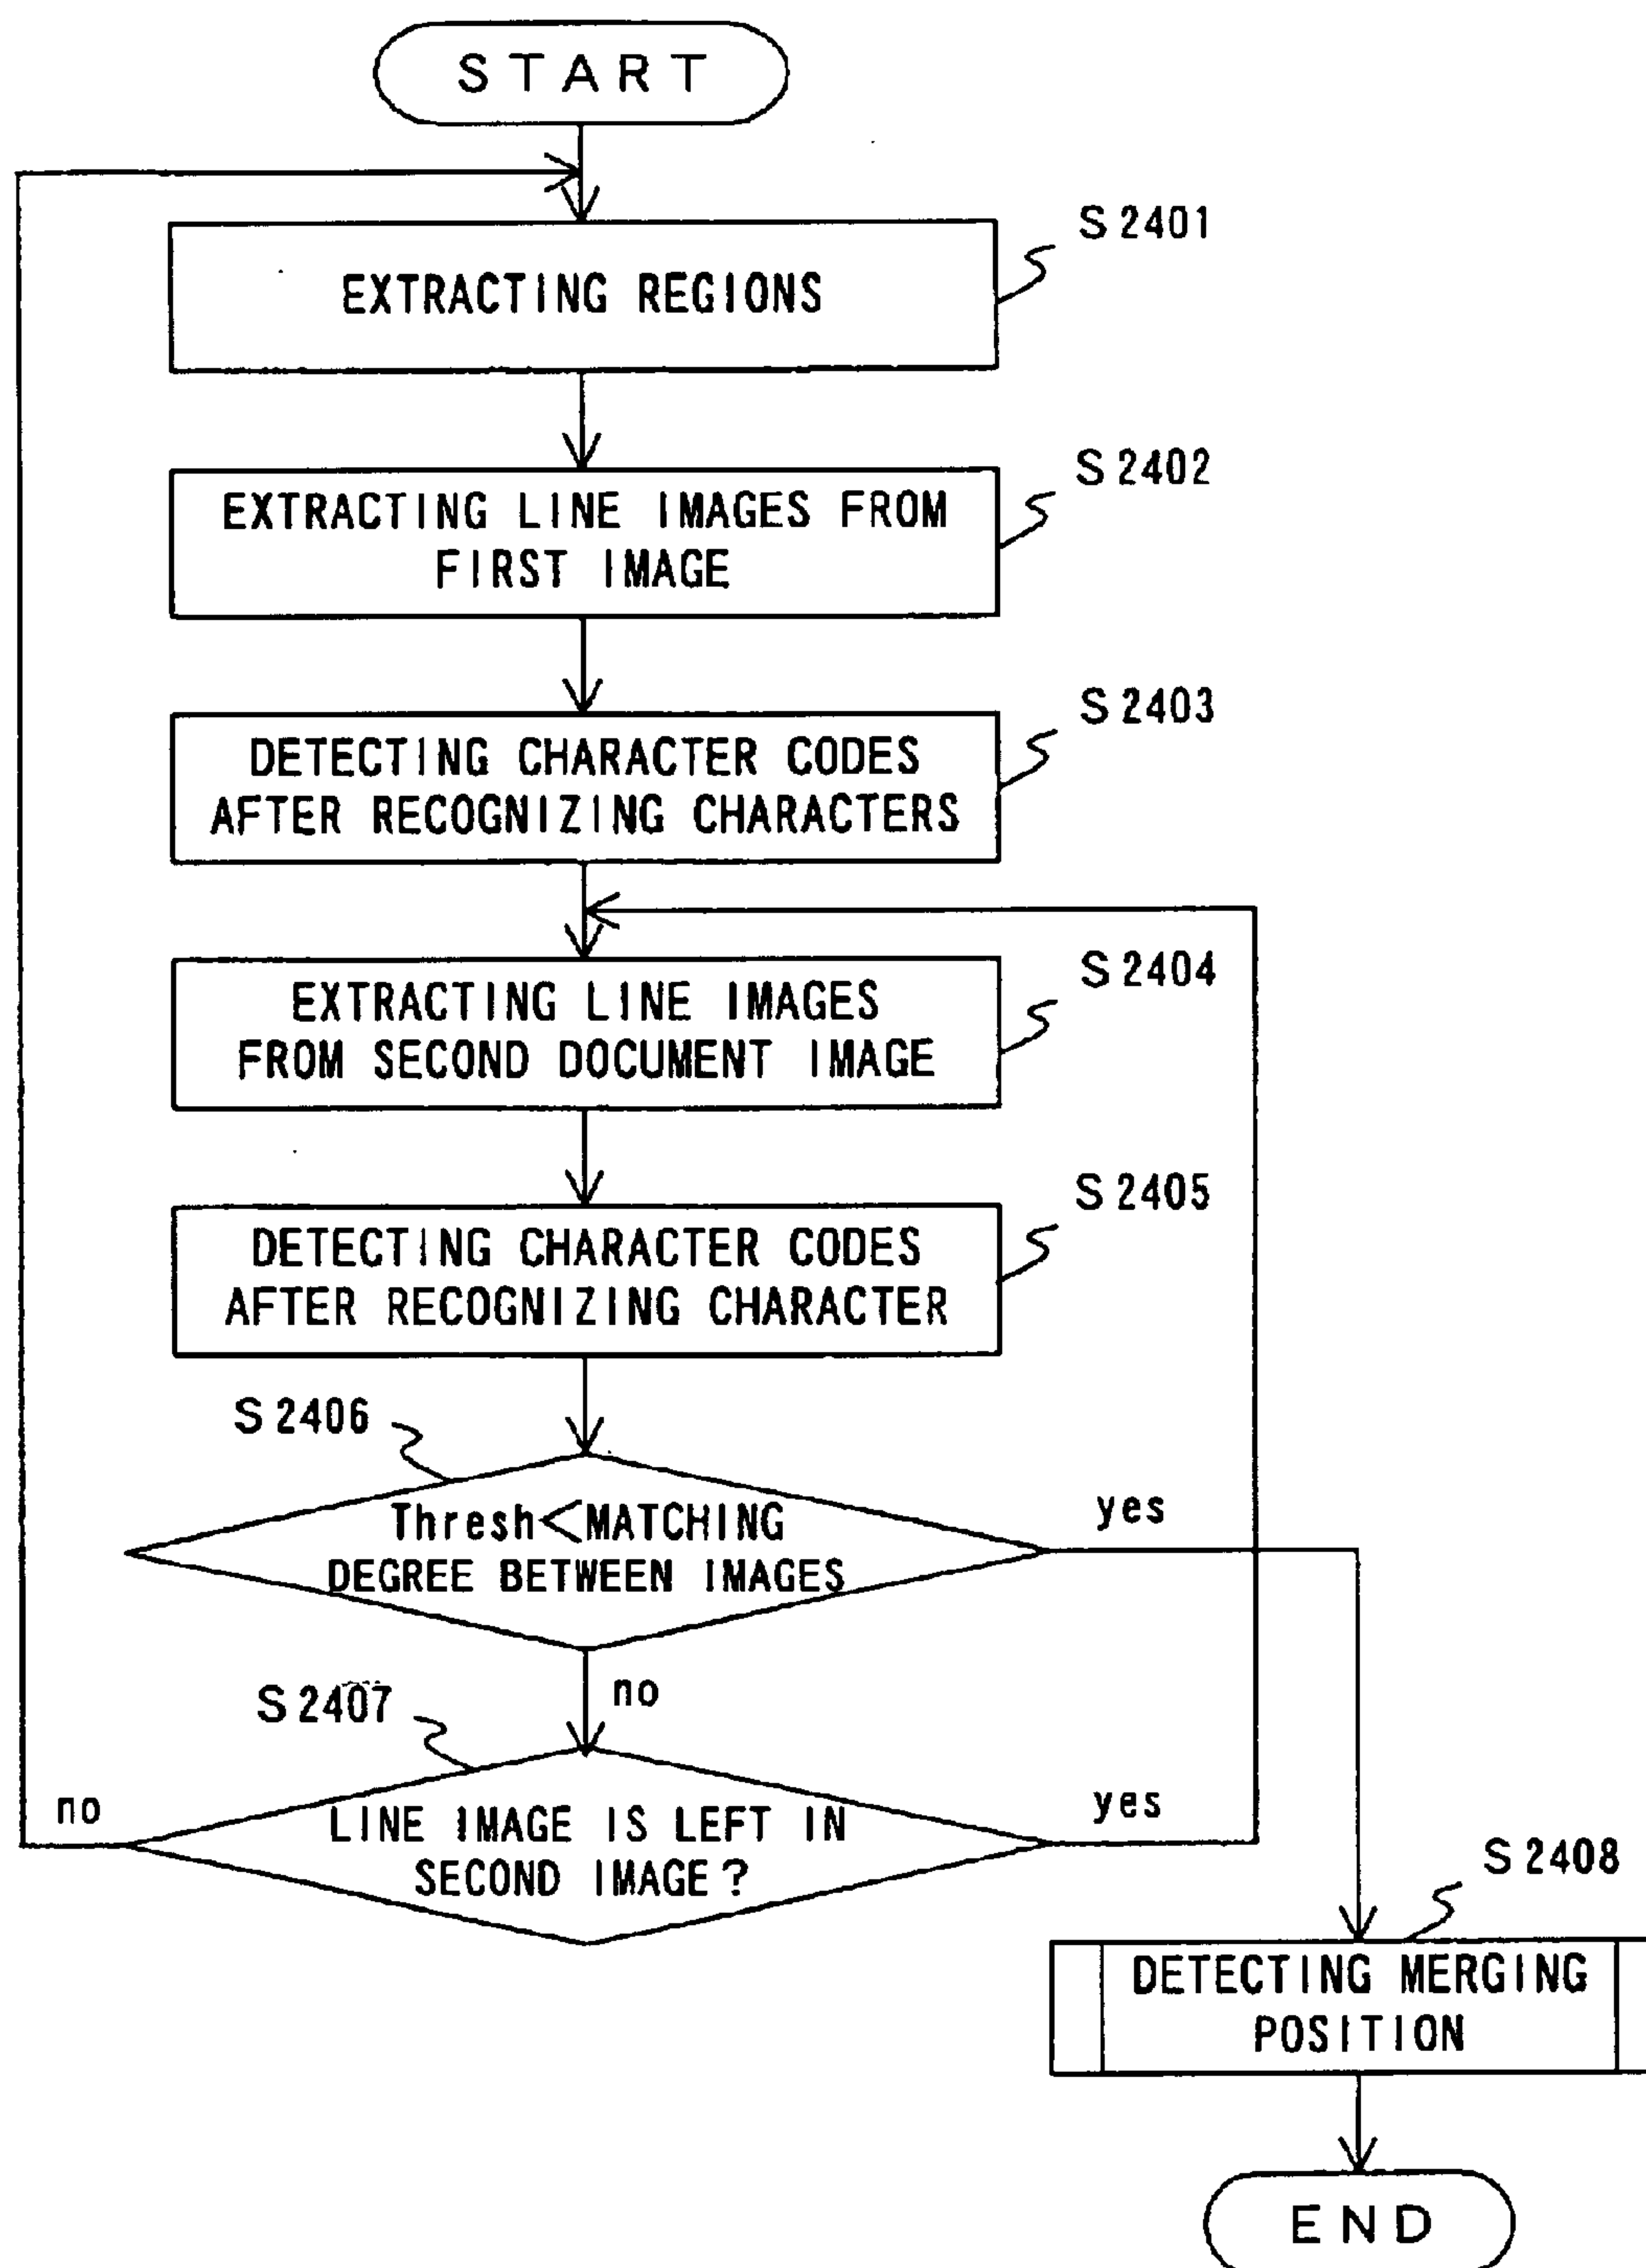 START
S2401
EXTRACTING REGIONS
S2402
EXTRACTING LINE IMAGES FROM
FIRST IMAGE
S2403
DETECTING CHARACTER CODES
AFTER RECOGNIZING CHARACTERS
S2404
EXTRACTING LINE IMAGES
FROM SECOND DOCUMENT IMAGE
S2405
DETECTING CHARACTER CODES
AFTER RECOGNIZING CHARACTER
S2406
Thresh<MATCHING
DEGREE BETWEEN IMAGES
yes
no
S2407
LINE IMAGE IS LEFT IN
SECOND IMAGE?
no
yes
S2408
DETECTING MERGING
POSITION
END